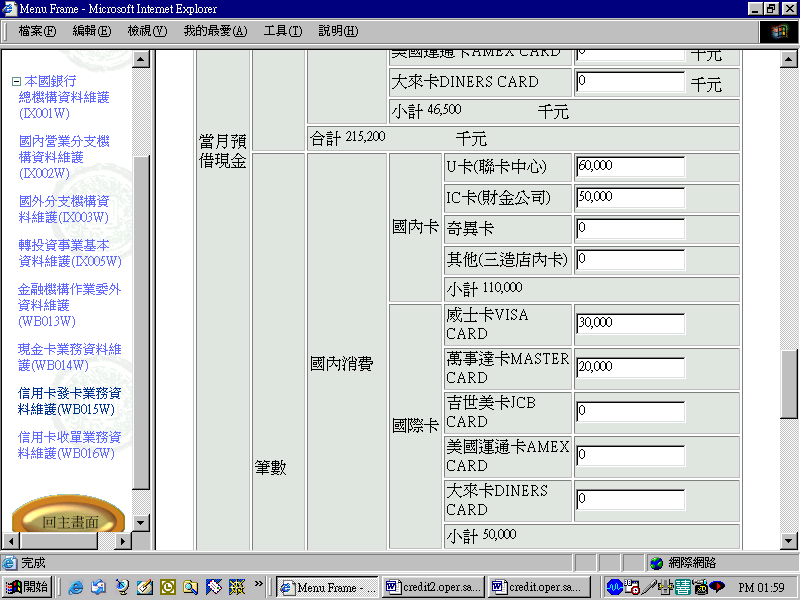 Menu Frame - Microsoft Internet Explorer
檔案(F) 編輯(E) 檢視(V) 我的最愛(A) 工具(T) 說明(H)
本國銀行
總機構資料維護
(IX001W)
國內營業分支機
構資料維護
(IX002W)
國外分支機構資
料維護(IX003W)
轉投資事業基本
資料維護(IX005W)
金融機構作業委外
資料維護
(WB013W)
現金卡業務資料維
護(WB014W)
信用卡發卡業務資
料維護(WB015W)
信用卡收單業務資
料維護(WB016W)
回主畫面
當月預
借現金
美國運通卡AMEX CARD 0 千元
大來卡DINERS CARD 0 千元
小計 46,500 千元
合計 215,200 千元
筆數
國內消費
國內卡
U卡(聯卡中心) 60,000
IC卡(財金公司) 50,000
奇異卡 0
其他(三造店內卡) 0
小計 110,000
國際卡
威士卡VISA
CARD 30,000
萬事達卡MASTER
CARD 20,000
吉世美卡JCB
CARD 0
美國運通卡AMEX
CARD 0
大來卡DINERS
CARD 0
小計 50,000
完成 網際網路
開始 Menu Frame - ... credit2.oper.sa... credit.oper.sa... PM 01:59